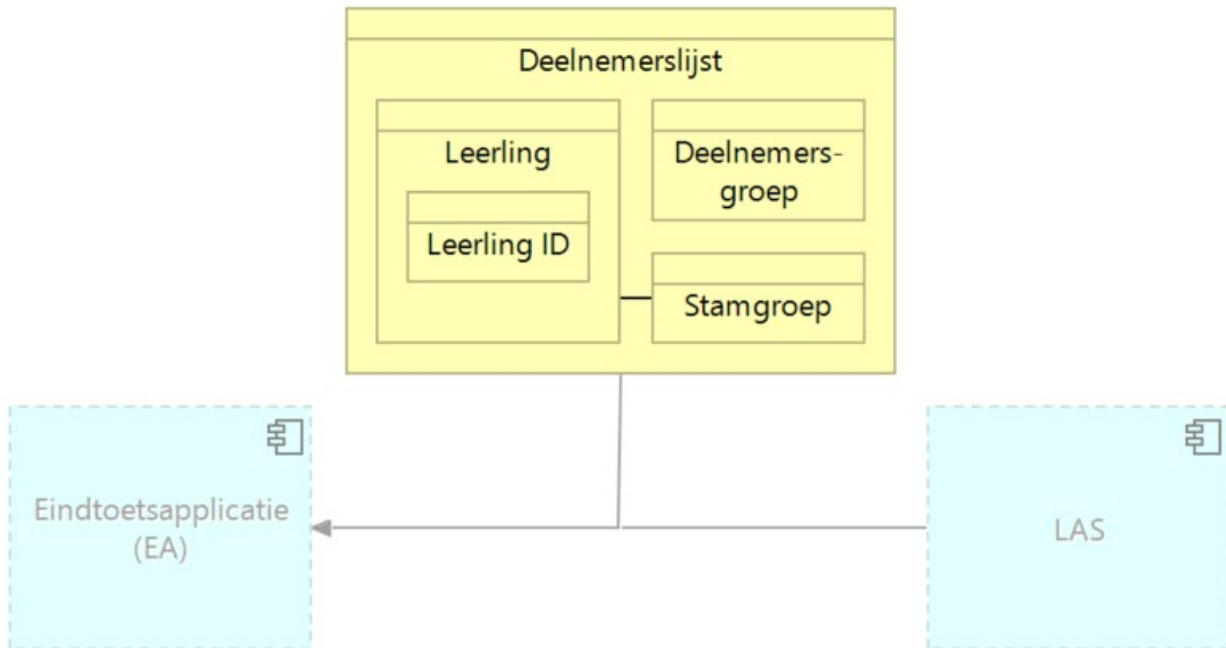 Deelnemerslijst
Leerling
Leerling ID
Deelnemers-
groep
Stamgroep
Eindtoetsapplicatie
(EA)
LAS